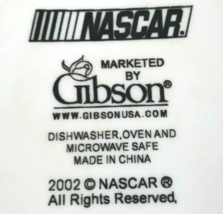 NASCAR.
MARKETED
BY
Gibson®
WWW.GIBSONUSA.COM
DISHWASHER, OVEN AND
MICROWAVE SAFE
MADE IN CHINA
2002 © NASCAR ®
All Rights Reserved,